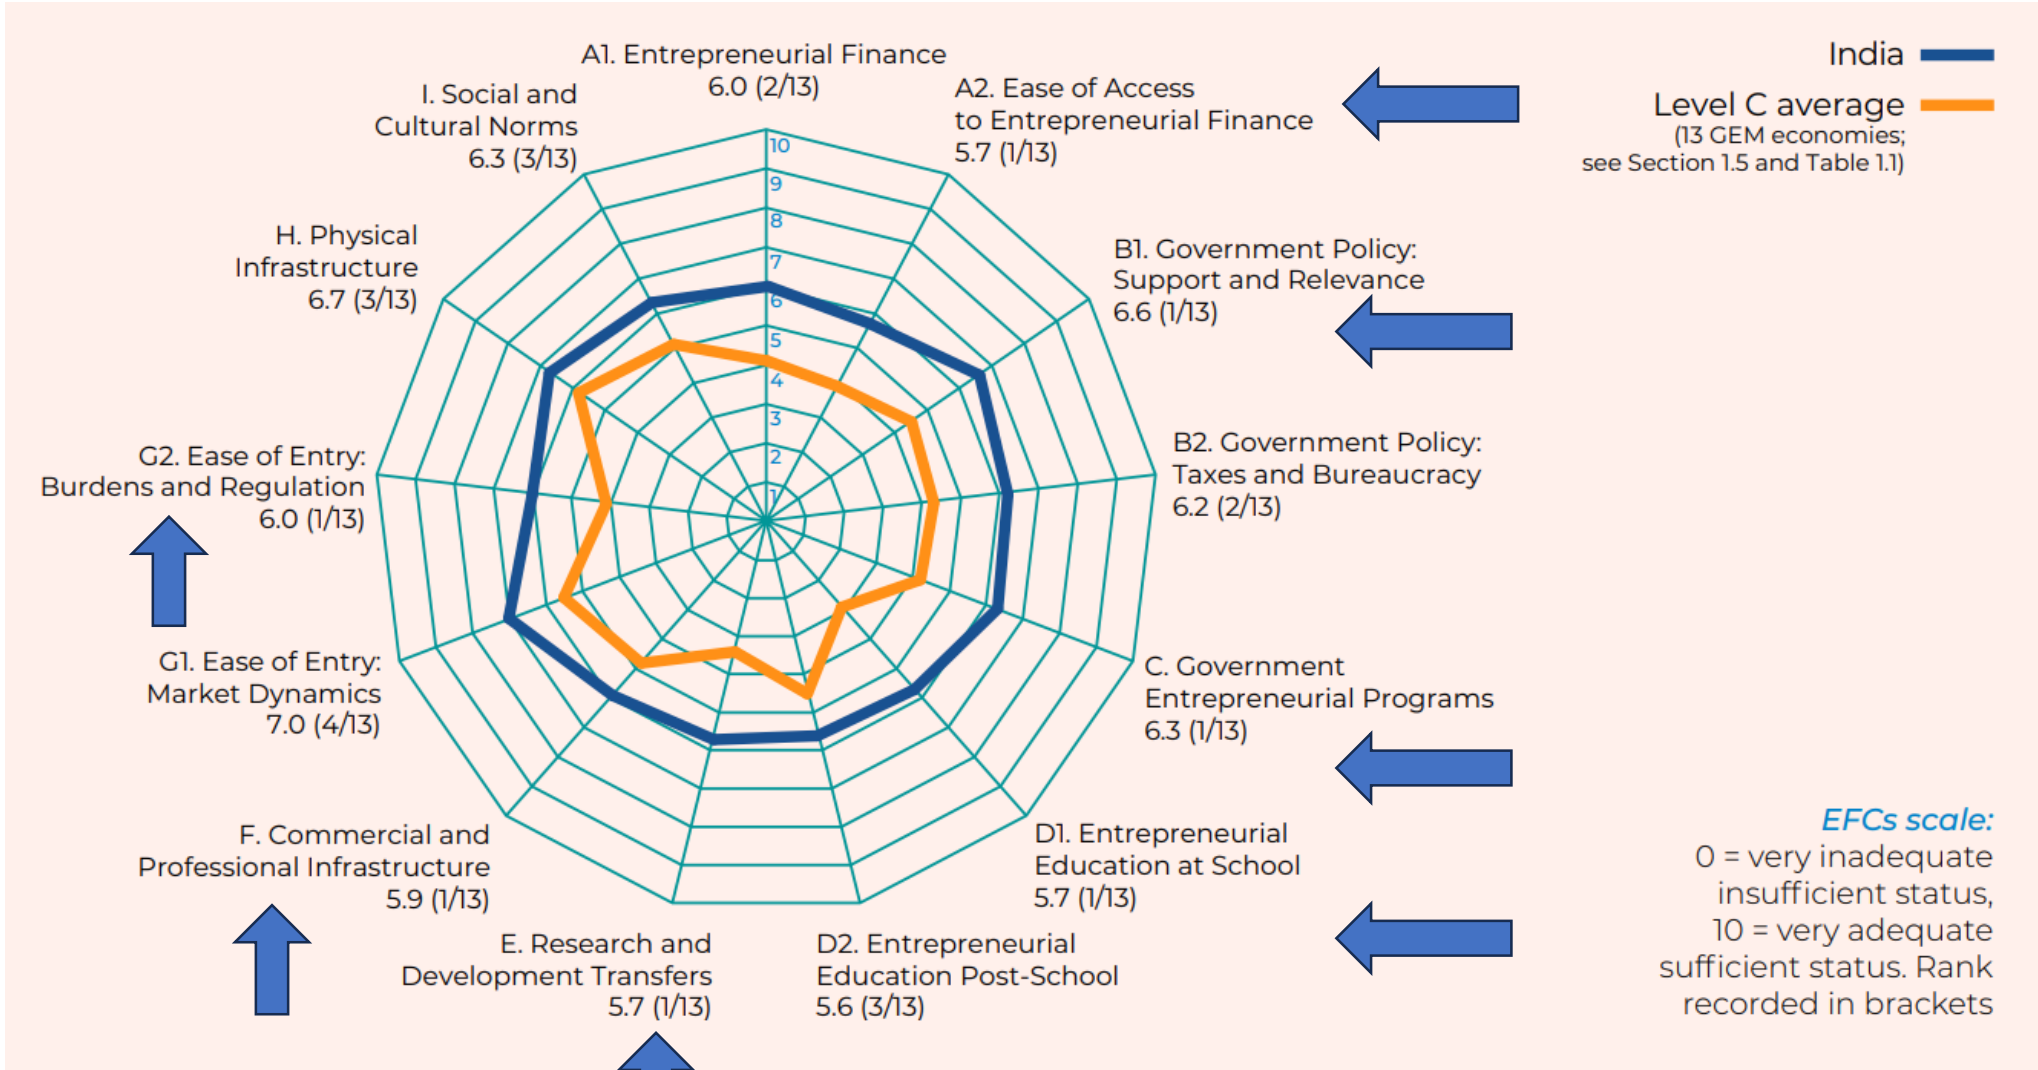 A1. Entrepreneurial Finance
6.0 (2/13)
A2. Ease of Access
to Entrepreneurial Finance
5.7 (1/13)
B1. Government Policy:
Support and Relevance
6.6 (1/13)
B2. Government Policy:
Taxes and Bureaucracy
6.2 (2/13)
C. Government
Entrepreneurial Programs
6.3 (1/13)
D1. Entrepreneurial
Education at School
5.7 (1/13)
D2. Entrepreneurial
Education Post-School
5.6 (3/13)
E. Research and
Development Transfers
5.7 (1/13)
F. Commercial and
Professional Infrastructure
5.9 (1/13)
G1. Ease of Entry:
Market Dynamics
7.0 (4/13)
G2. Ease of Entry:
Burdens and Regulation
6.0 (1/13)
H. Physical
Infrastructure
6.7 (3/13)
I. Social and
Cultural Norms
6.3 (3/13)
10
9
8
7
6
5
4
3
2
1
India
Level C average
(13 GEM economies;
see Section 1.5 and Table 1.1)
EFCs scale:
0 = very inadequate
insufficient status,
10 = very adequate
sufficient status. Rank
recorded in brackets